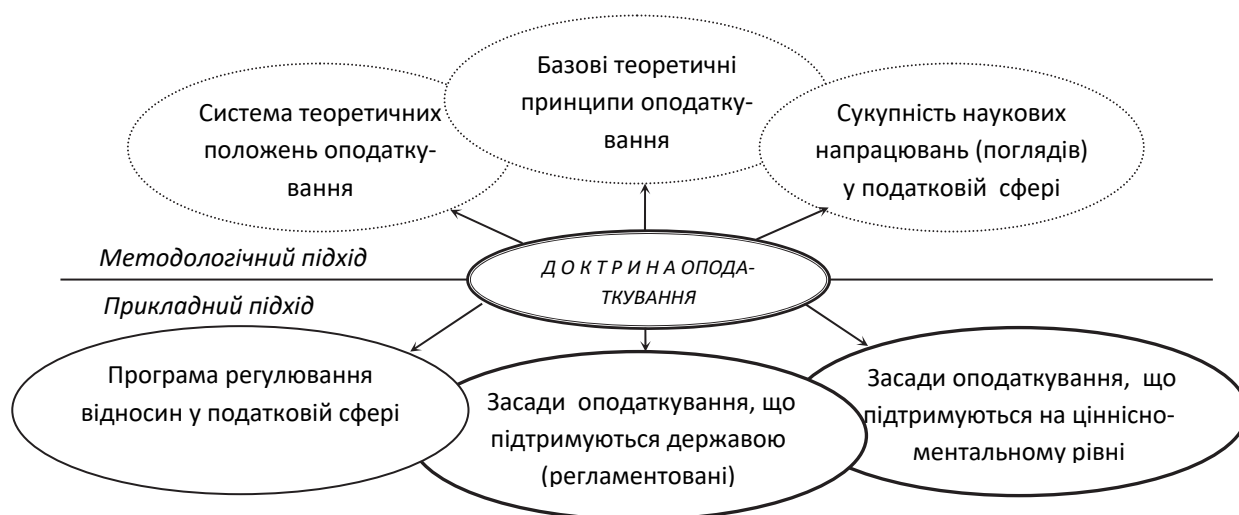 Базові теоретичні
принципи оподатку-
вання
Система теоретичних
положень оподатку-
вання
Сукупність наукових
напрацювань (поглядів)
у податковій сфері
Методологічний підхід
Д О К Т Р И Н А ОПОДА-
ТКУВАННЯ
Прикладний підхід
Програма регулювання
відносин у податковій сфері
Засади оподаткування, що
підтримуються державою
(регламентовані)
Засади оподаткування, що
підтримуються на ціннісно-
ментальному рівні